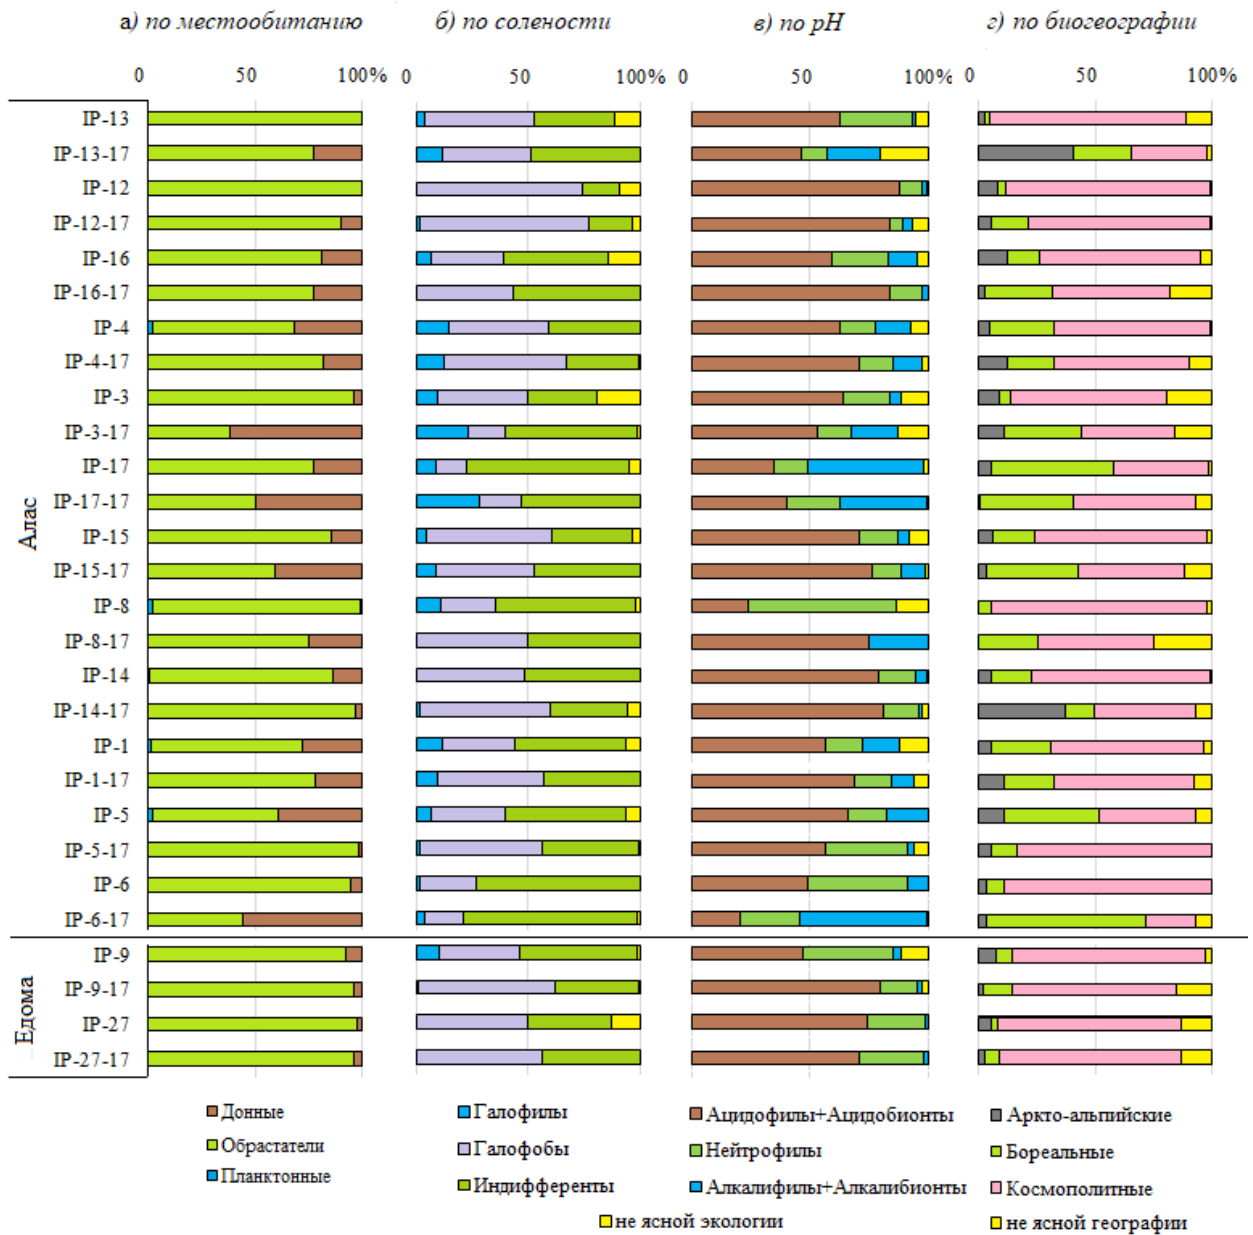 а) по местообитанию б) по солености в) по pH г) по биогеографии
0 50 100% 0 50 100% 0 50 100% 0 50 100%
IP-13
IP-13-17
IP-12
IP-12-17
IP-16
IP-16-17
IP-4
IP-4-17
IP-3
IP-3-17
IP-17
IP-17-17
IP-15
IP-15-17
IP-8
IP-8-17
IP-14
IP-14-17
IP-1
IP-1-17
IP-5
IP-5-17
IP-6
IP-6-17
Алас
IP-9
IP-9-17
IP-27
IP-27-17
Едома
Донные
Обрастатели
Планктонные
Галофилы
Галофобы
Индифференты
Ацидофилы+Ацидобионты
Нейтрофилы
Алкалифилы+Алкалибионты
не ясной экологии
Аркто-альпийские
Бореальные
Космополитные
не ясной географии